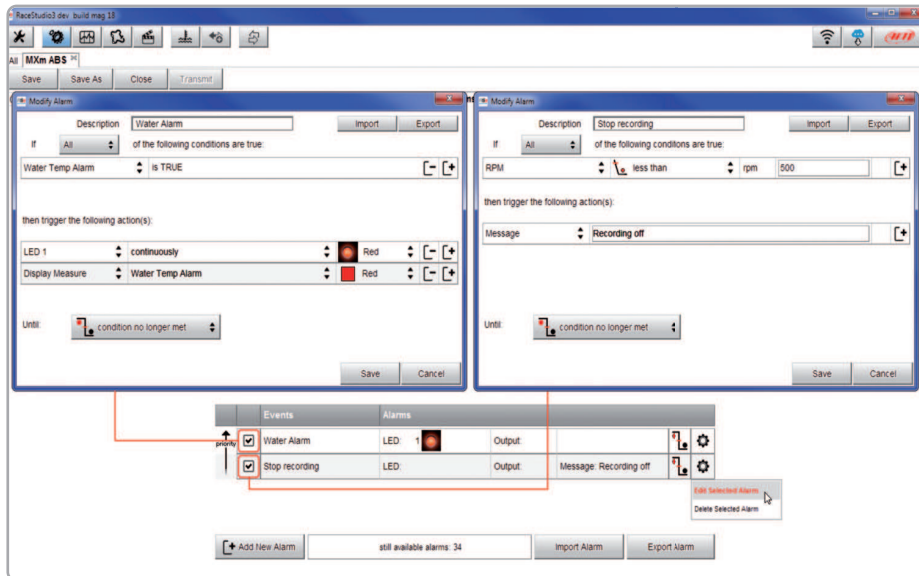 RaceStudio3 dev build mag 18
All MXm ABS
Save Save As Close Transmit
Modify Alarm
Description Water Alarm Import Export
If All of the following conditions are true:
Water Temp Alarm is TRUE
then trigger the following action(s):
LED 1 continuously Red
Display Measure Water Temp Alarm Red
Until: condition no longer met
Save Cancel
Modify Alarm
Description Stop recording Import Export
If All of the following conditions are true:
RPM less than rpm 500
then trigger the following action(s):
Message Recording off
Until: condition no longer met
Save Cancel
Events Alarms
priority
Water Alarm LED: 1 Output:
Stop recording LED: Output: Message: Recording off
Edit Selected Alarm
Delete Selected Alarm
Add New Alarm still available alarms: 34 Import Alarm Export Alarm